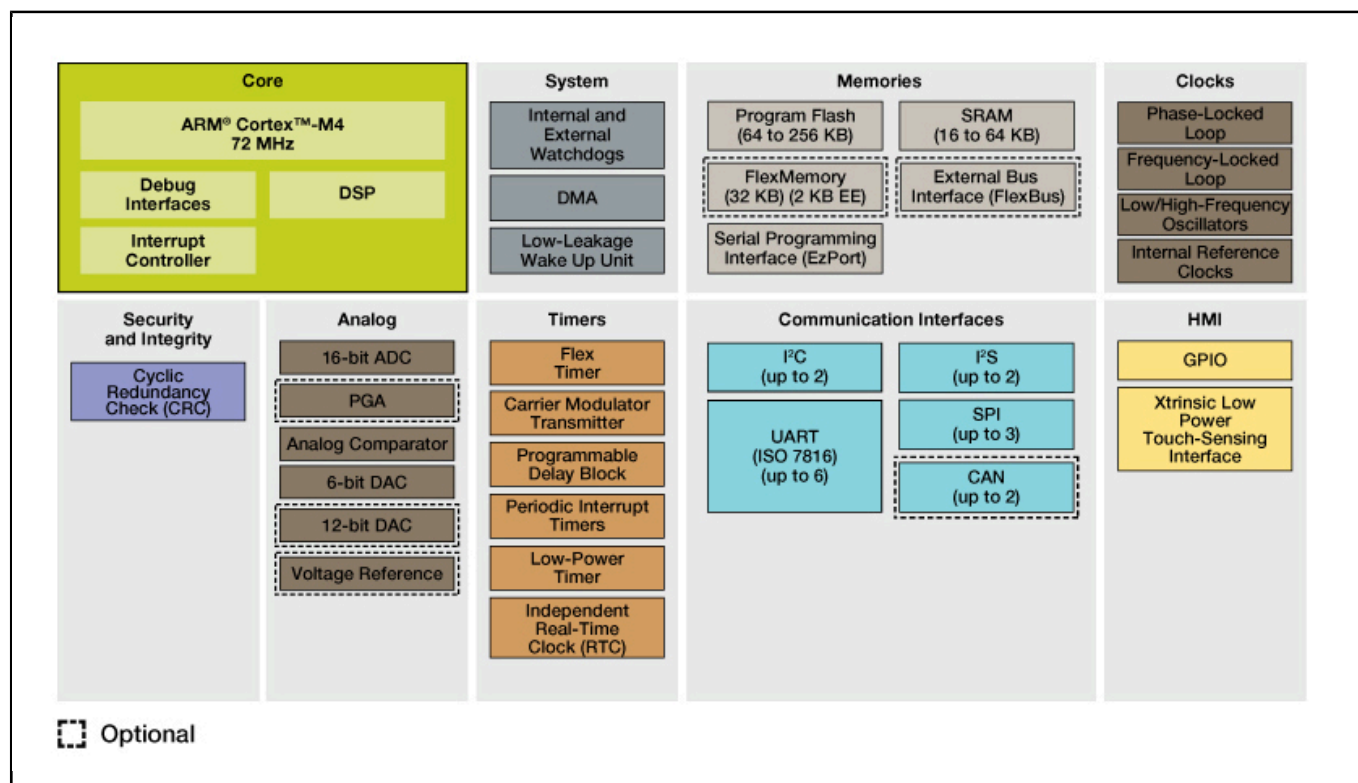 Core
ARM® Cortex™-M4
72 MHz
Debug
Interfaces
DSP
Interrupt
Controller
System
Internal and
External
Watchdogs
DMA
Low-Leakage
Wake Up Unit
Memories
Program Flash
(64 to 256 KB)
SRAM
(16 to 64 KB)
FlexMemory
(32 KB) (2 KB EE)
External Bus
Interface (FlexBus)
Serial Programming
Interface (EzPort)
Clocks
Phase-Locked
Loop
Frequency-Locked
Loop
Low/High-Frequency
Oscillators
Internal Reference
Clocks
Security
and Integrity
Cyclic
Redundancy
Check (CRC)
Analog
16-bit ADC
PGA
Analog Comparator
6-bit DAC
12-bit DAC
Voltage Reference
Timers
Flex
Timer
Carrier Modulator
Transmitter
Programmable
Delay Block
Periodic Interrupt
Timers
Low-Power
Timer
Independent
Real-Time
Clock (RTC)
Communication Interfaces
I²C
(up to 2)
I²S
(up to 2)
UART
(ISO 7816)
(up to 6)
SPI
(up to 3)
CAN
(up to 2)
HMI
GPIO
Xtrinsic Low
Power
Touch-Sensing
Interface
Optional